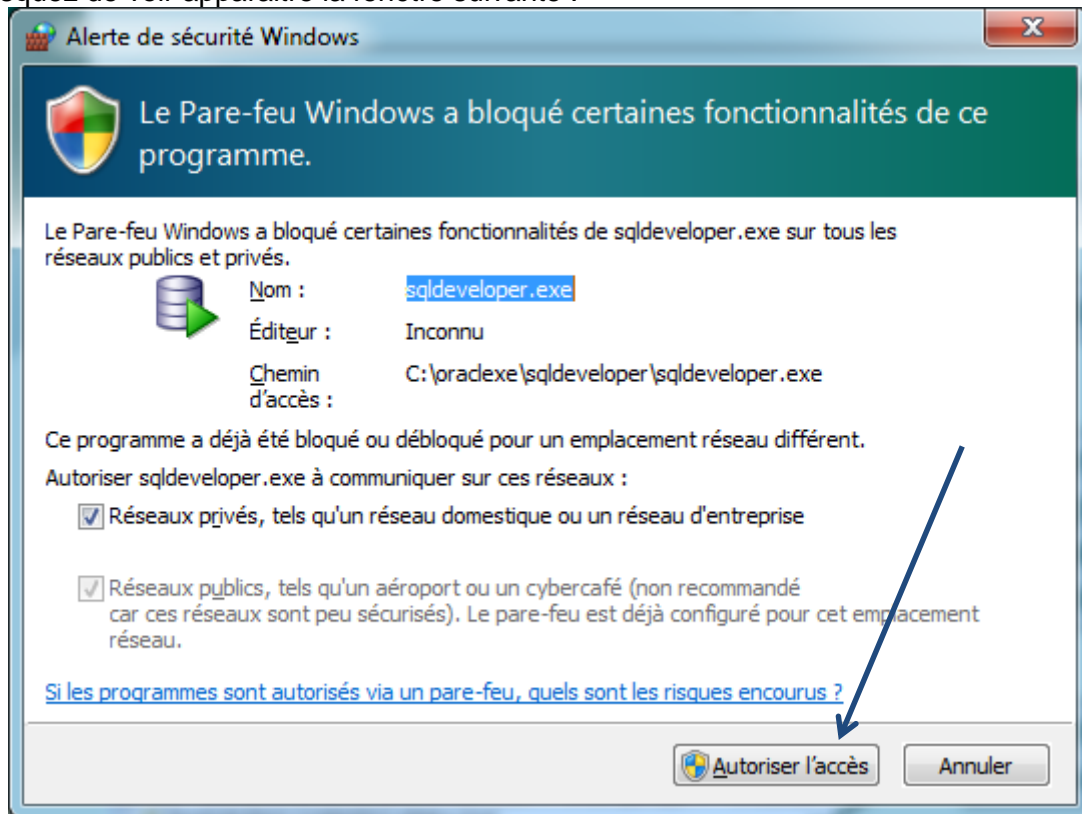 de voir apparaître la fenêtre suivante :
Alerte de sécurité Windows
Le Pare-feu Windows a bloqué certaines fonctionnalités de ce
programme.
Le Pare-feu Windows a bloqué certaines fonctionnalités de sqldeveloper.exe sur tous les
réseaux publics et privés.
Nom : sqldeveloper.exe
Éditeur : Inconnu
Chemin C:\oraclexe\sqldeveloper\sqldeveloper.exe
d'accès :
Ce programme a déjà été bloqué ou débloqué pour un emplacement réseau différent.
Autoriser sqldeveloper.exe à communiquer sur ces réseaux :
Réseaux privés, tels qu'un réseau domestique ou un réseau d'entreprise
Réseaux publics, tels qu'un aéroport ou un cybercafé (non recommandé
car ces réseaux sont peu sécurisés). Le pare-feu est déjà configuré pour cet emplacement
réseau.
Si les programmes sont autorisés via un pare-feu, quels sont les risques encourus ?
Autoriser l'accès Annuler